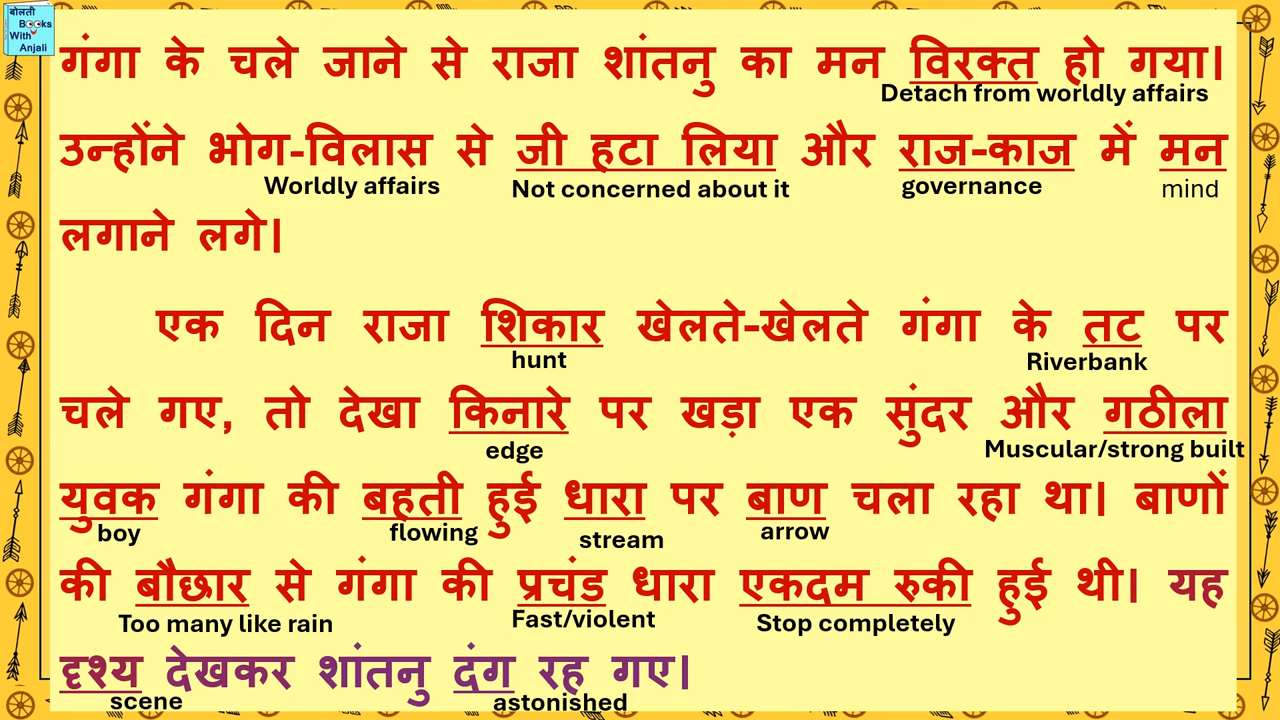 बोलती
Books
With
Anjali
गंगा के चले जाने से राजा शांतनु का मन विरक्त हो गया।
Detach from worldly affairs
उन्होंने भोग-विलास से जी हटा लिया और राज-काज में मन
Worldly affairs Not concerned about it governance mind
लगाने लगे।
एक दिन राजा शिकार खेलते-खेलते गंगा के तट पर
hunt Riverbank
चले गए, तो देखा किनारे पर खड़ा एक सुंदर और गठीला
edge Muscular/strong built
युवक गंगा की बहती हुई धारा पर बाण चला रहा था। बाणों
boy flowing stream arrow
की बौछार से गंगा की प्रचंड धारा एकदम रुकी हुई थी। यह
Too many like rain Fast/violent Stop completely
दृश्य देखकर शांतनु दंग रह गए।
scene astonished